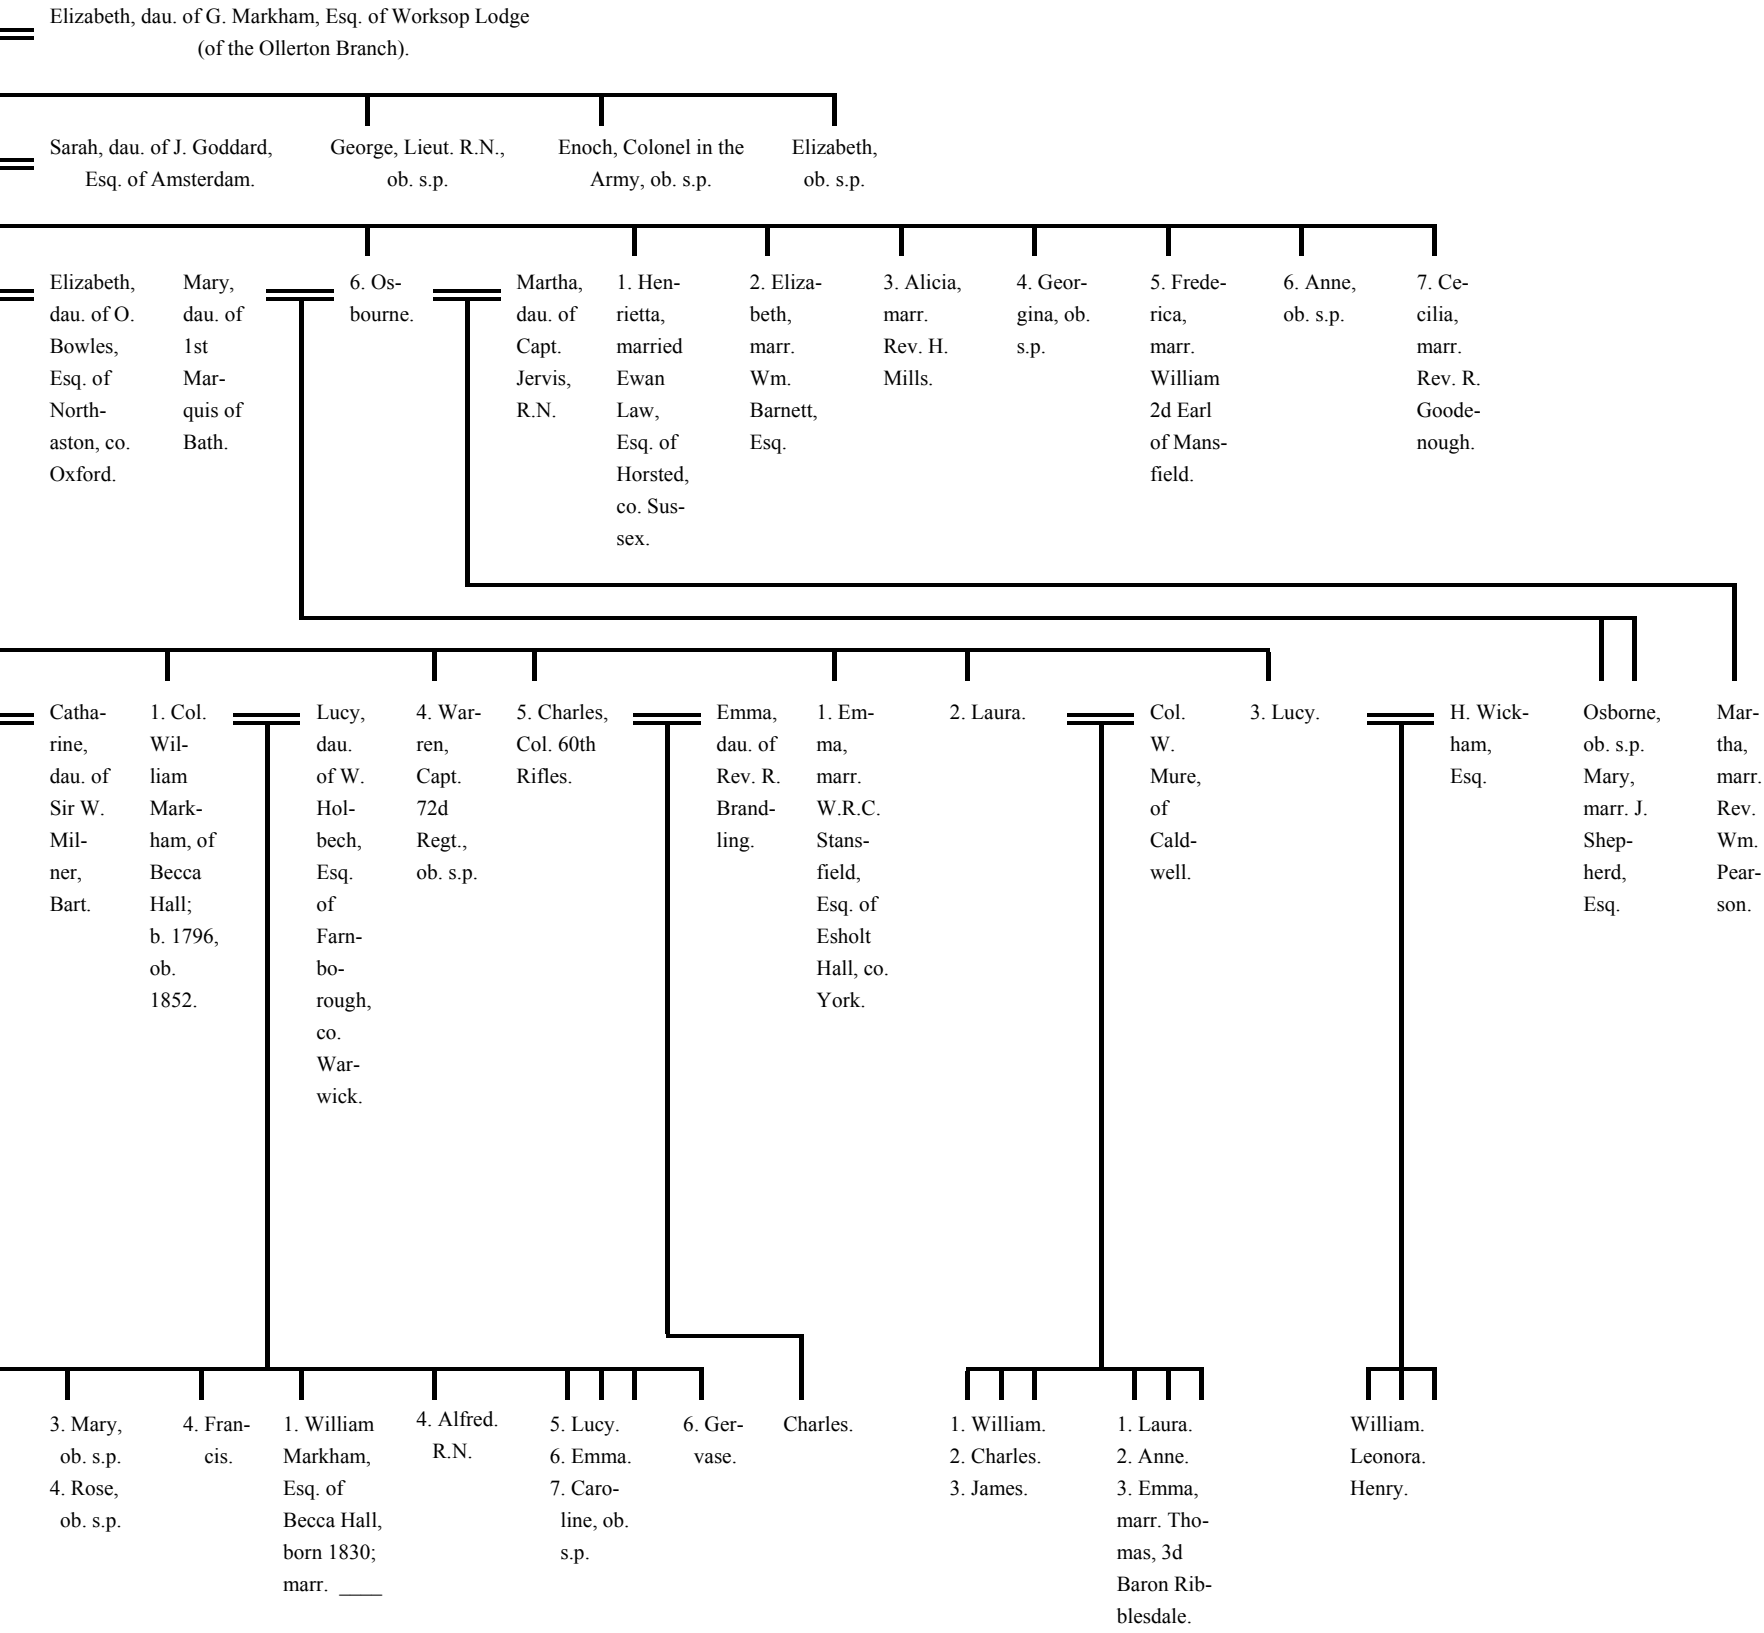 Elizabeth, dau. of G. Markham, Esq. of Worksop Lodge
(of the Ollerton Branch).
Sarah, dau. of J. Goddard,
Esq. of Amsterdam.
George, Lieut. R.N.,
ob. s.p.
Enoch, Colonel in the
Army, ob. s.p.
Elizabeth,
ob. s.p.
Elizabeth,
dau. of O.
Bowles,
Esq. of
North-
aston, co.
Oxford.
Mary,
dau. of
1st
Mar-
quis of
Bath.
6. Os-
bourne.
Martha,
dau. of
Capt.
Jervis,
R.N.
1. Hen-
rietta,
married
Ewan
Law,
Esq. of
Horsted,
co. Sus-
sex.
2. Eliza-
beth,
marr.
Wm.
Barnett,
Esq.
3. Alicia,
marr.
Rev. H.
Mills.
4. Geor-
gina, ob.
s.p.
5. Frede-
rica,
marr.
William
2d Earl
of Mans-
field.
6. Anne,
ob. s.p.
7. Ce-
cilia,
marr.
Rev. R.
Goode-
nough.
Catha-
rine,
dau. of
Sir W.
Mil-
ner,
Bart.
1. Col.
Wil-
liam
Mark-
ham, of
Becca
Hall;
b. 1796,
ob.
1852.
Lucy,
dau.
of W.
Hol-
bech,
Esq.
of
Farn-
bo-
rough,
co.
War-
wick.
4. War-
ren,
Capt.
72d
Regt.,
ob. s.p.
5. Charles,
Col. 60th
Rifles.
Emma,
dau. of
Rev. R.
Brand-
ling.
1. Em-
ma,
marr.
W.R.C.
Stans-
field,
Esq. of
Esholt
Hall, co.
York.
2. Laura.
Col.
W.
Mure,
of
Cald-
well.
3. Lucy.
H. Wick-
ham,
Esq.
Osborne,
ob. s.p.
Mary,
marr. J.
Shep-
herd,
Esq.
Mar-
tha,
marr.
Rev.
Wm.
Pear-
son.
3. Mary,
ob. s.p.
4. Rose,
ob. s.p.
4. Fran-
cis.
1. William
Markham,
Esq. of
Becca Hall,
born 1830;
marr. ____
4. Alfred.
R.N.
5. Lucy.
6. Emma.
7. Caro-
line, ob.
s.p.
6. Ger-
vase.
Charles.
1. William.
2. Charles.
3. James.
1. Laura.
2. Anne.
3. Emma,
marr. Tho-
mas, 3d
Baron Rib-
blesdale.
William.
Leonora.
Henry.